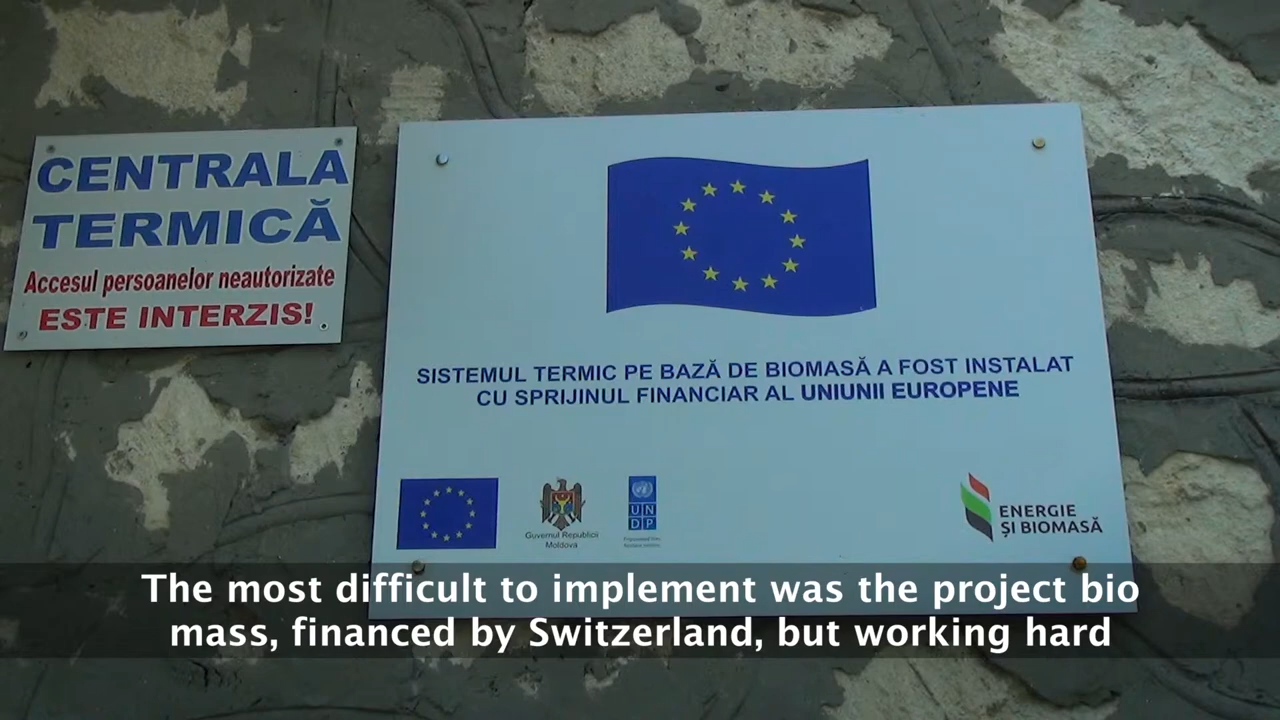 CENTRALA
TERMICĂ
Accesul persoanelor neautorizate
ESTE INTERZIS!
SISTEMUL TERMIC PE BAZĂ DE BIOMASĂ A FOST INSTALAT
CU SPRIJINUL FINANCIAR AL UNIUNII EUROPENE
Guvernul Republicii
Moldova
U N
D P
ENERGIE
ȘI BIOMASĂ
The most difficult to implement was the project bio
mass, financed by Switzerland, but working hard